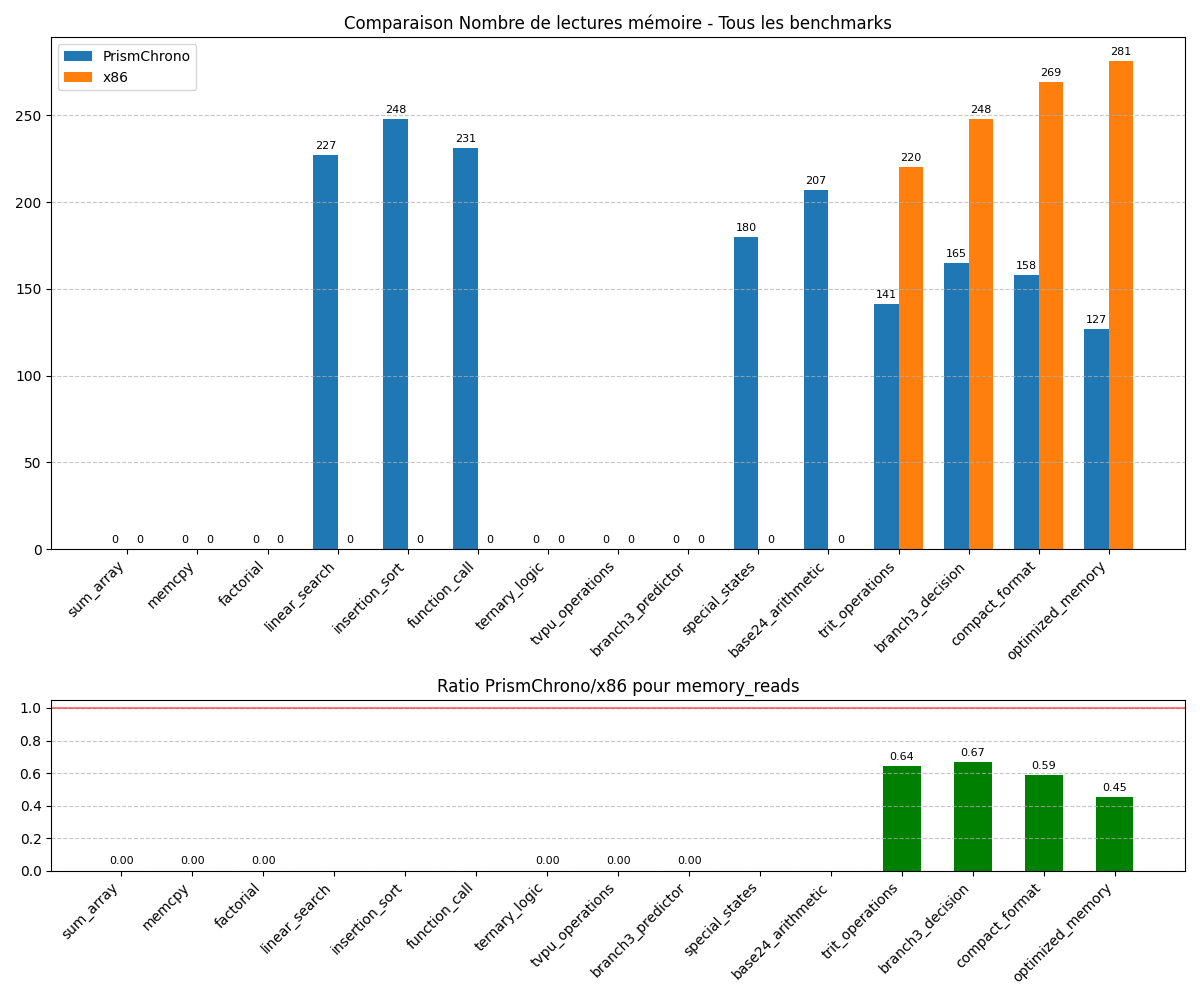 Comparaison Nombre de lectures mémoire - Tous les benchmarks
PrismChrono
x86
250
200
150
100
50
0
0 0 0 0 0 0 227 0 248 0 231 0 0 0 0 0 0 0 180 0 207 0 141 220 165 248 158 269 127 281
sum_array
memcpy
factorial
linear_search
insertion_sort
function_call
ternary_logic
tvpu_operations
branch3_predictor
special_states
base24_arithmetic
trit_operations
branch3_decision
compact_format
optimized_memory
Ratio PrismChrono/x86 pour memory_reads
1.0
0.8
0.6
0.4
0.2
0.0
0.00 0.00 0.00 0.00 0.00 0.00 0.64 0.67 0.59 0.45
sum_array
memcpy
factorial
linear_search
insertion_sort
function_call
ternary_logic
tvpu_operations
branch3_predictor
special_states
base24_arithmetic
trit_operations
branch3_decision
compact_format
optimized_memory